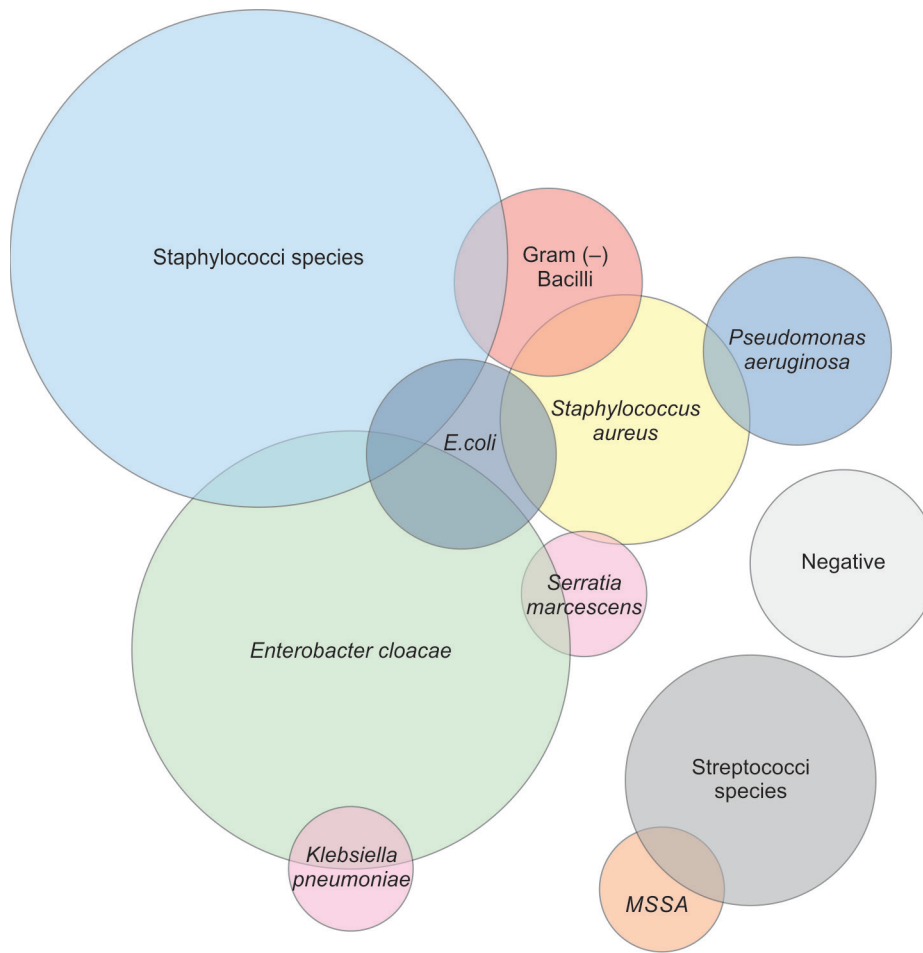 Staphylococci species
Gram (–)
Bacilli
Pseudomonas
aeruginosa
Staphylococcus
aureus
E.coli
Negative
Serratia
marcescens
Enterobacter cloacae
Streptococci
species
Klebsiella
pneumoniae
MSSA